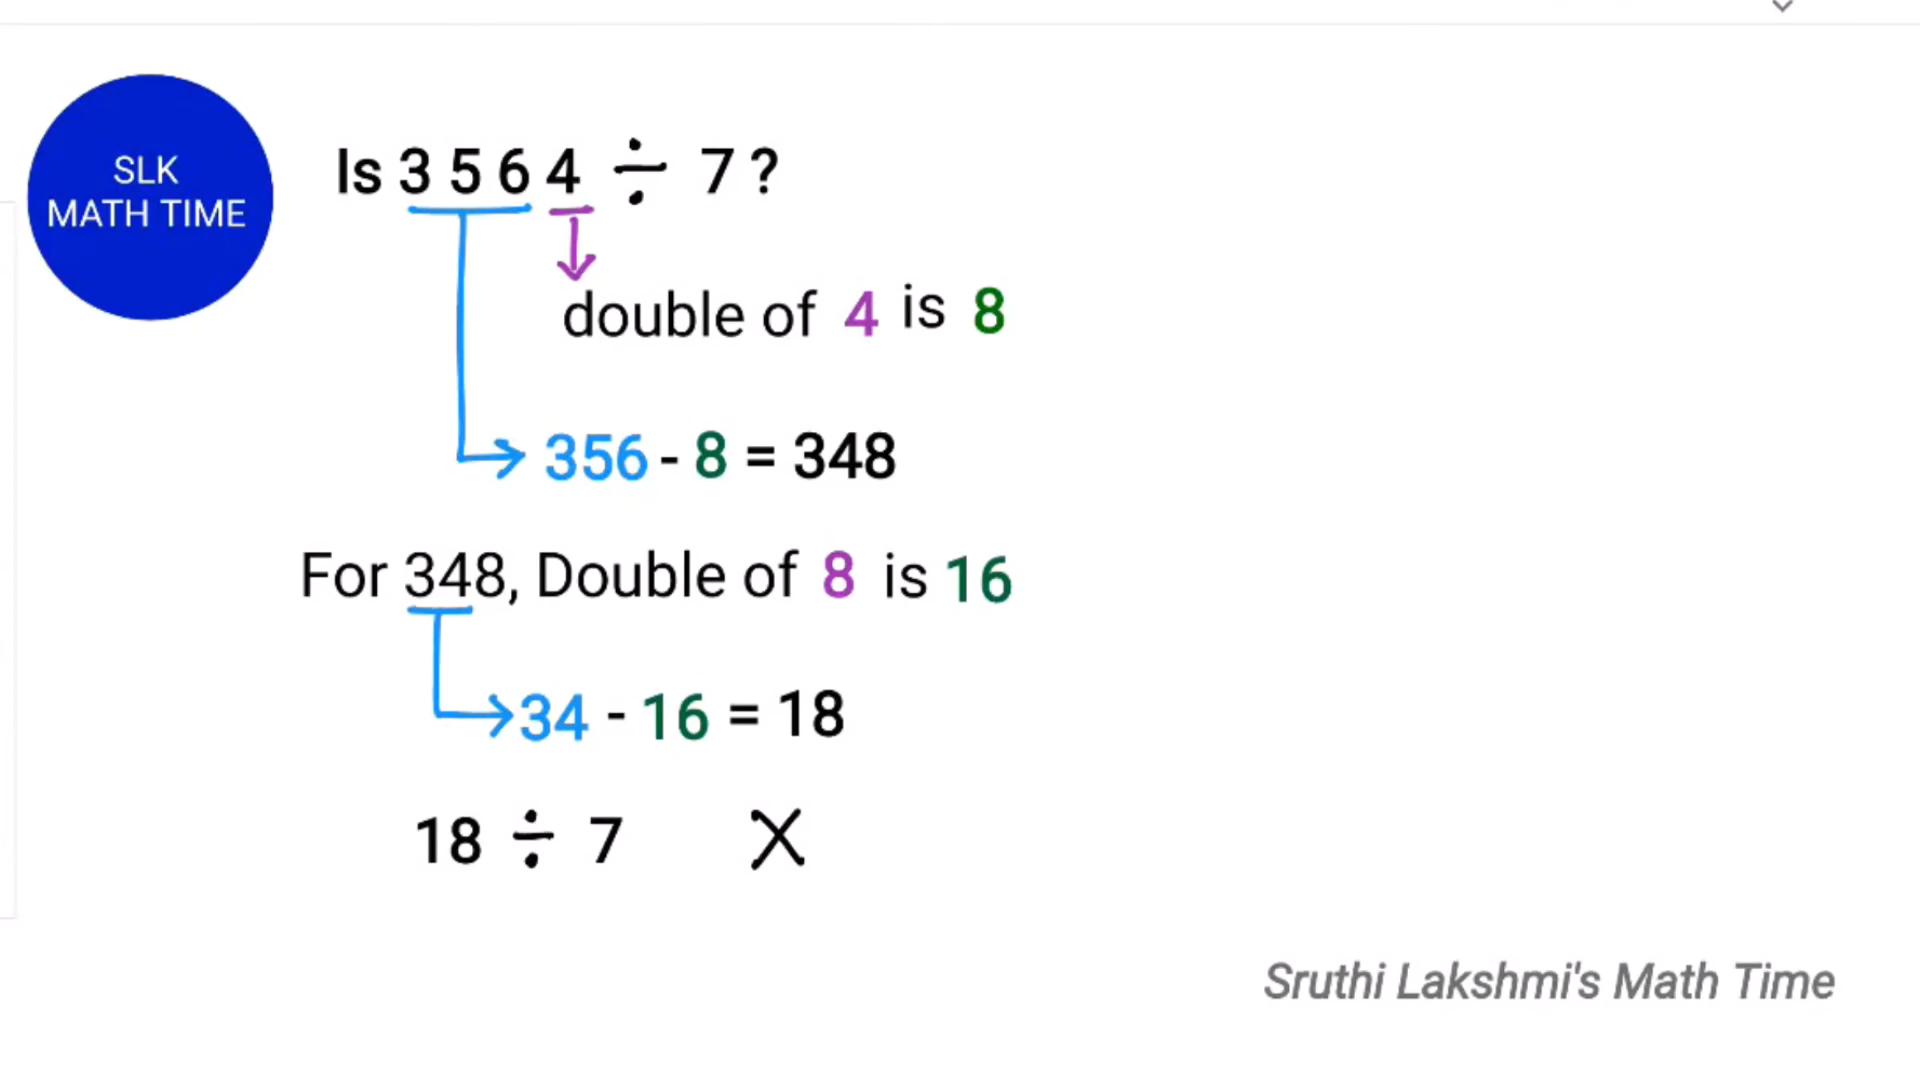 SLK
MATH TIME
Is 3 5 6 4 ÷ 7 ?
double of 4 is 8
356 - 8 = 348
For 348, Double of 8 is 16
34 - 16 = 18
18 ÷ 7 X
Sruthi Lakshmi's Math Time